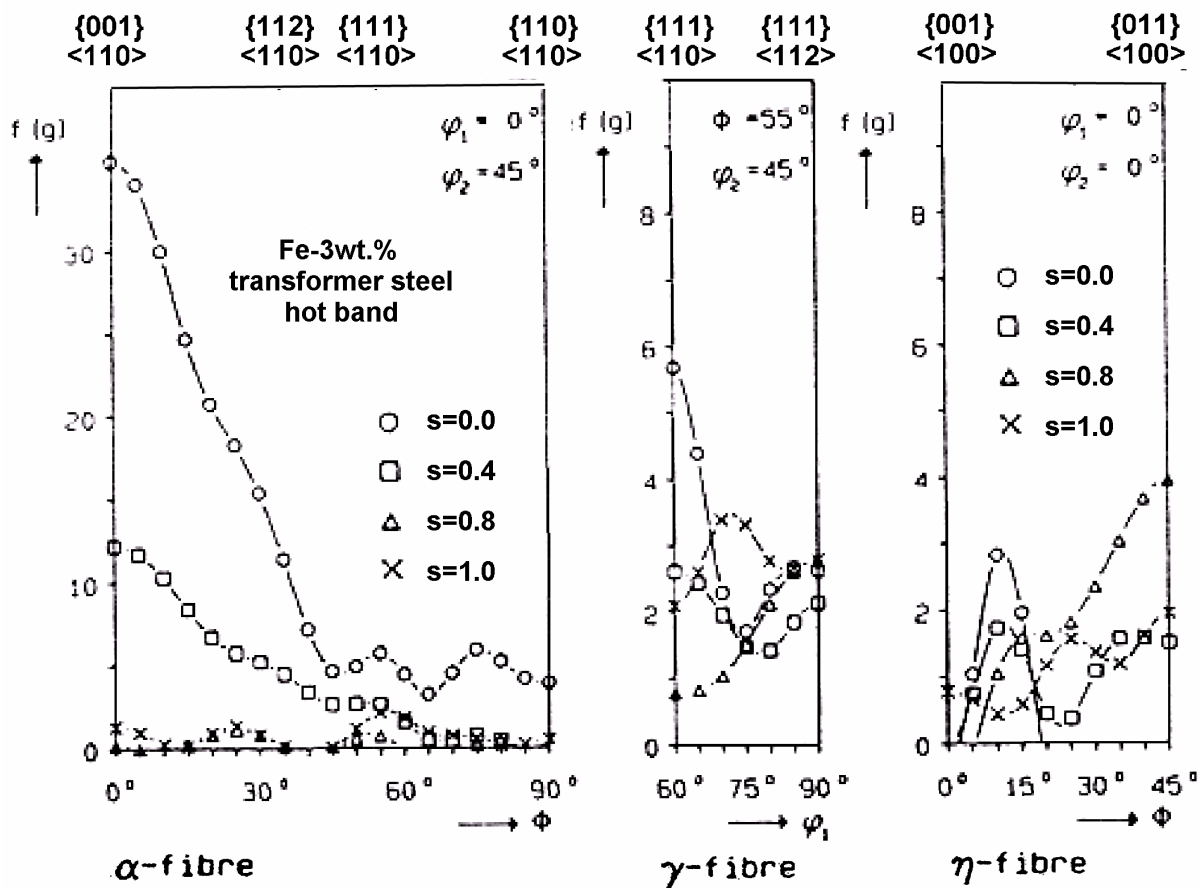 {001} {112} {111} {110}
<110> <110> <110> <110>
f (g)
φ₁ = 0°
φ₂ = 45°
Fe-3wt.%
transformer steel
hot band
s=0.0
s=0.4
s=0.8
s=1.0
30
20
10
0
0° 30° 60° 90°
Φ
α-fibre
{111} {111}
<110> <112>
f (g)
Φ = 55°
φ₂ = 45°
8
6
4
2
0
60° 75° 90°
φ₁
γ-fibre
{001} {011}
<100> <100>
f (g)
φ₁ = 0°
φ₂ = 0°
s=0.0
s=0.4
s=0.8
s=1.0
8
6
4
2
0
0° 15° 30° 45°
Φ
η-fibre